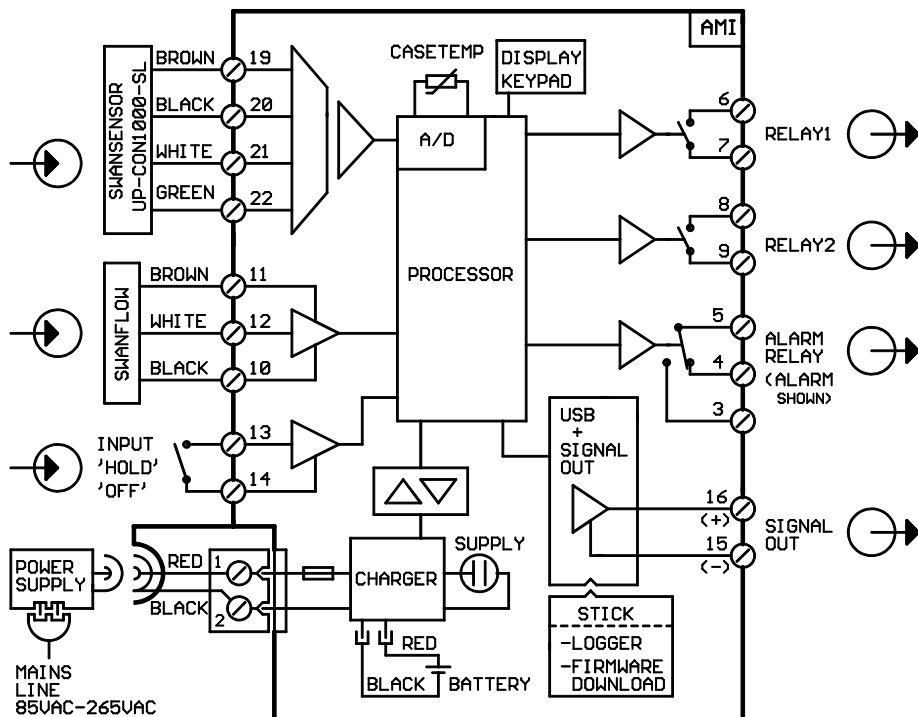 AMI
SWANSENSOR
UP-CON1000-SL
BROWN 19
BLACK 20
WHITE 21
GREEN 22
CASETEMP
DISPLAY
KEYPAD
A/D
PROCESSOR
6
7
RELAY1
8
9
RELAY2
SWANFLOW
BROWN 11
WHITE 12
BLACK 10
5
4
3
ALARM
RELAY
(ALARM
SHOWN)
INPUT
'HOLD'
'OFF'
13
14
USB
+
SIGNAL
OUT
16
(+)
15
(-)
SIGNAL
OUT
POWER
SUPPLY
RED 1
BLACK 2
CHARGER
SUPPLY
RED
BLACK
BATTERY
STICK
-LOGGER
-FIRMWARE
DOWNLOAD
MAINS
LINE
85VAC-265VAC